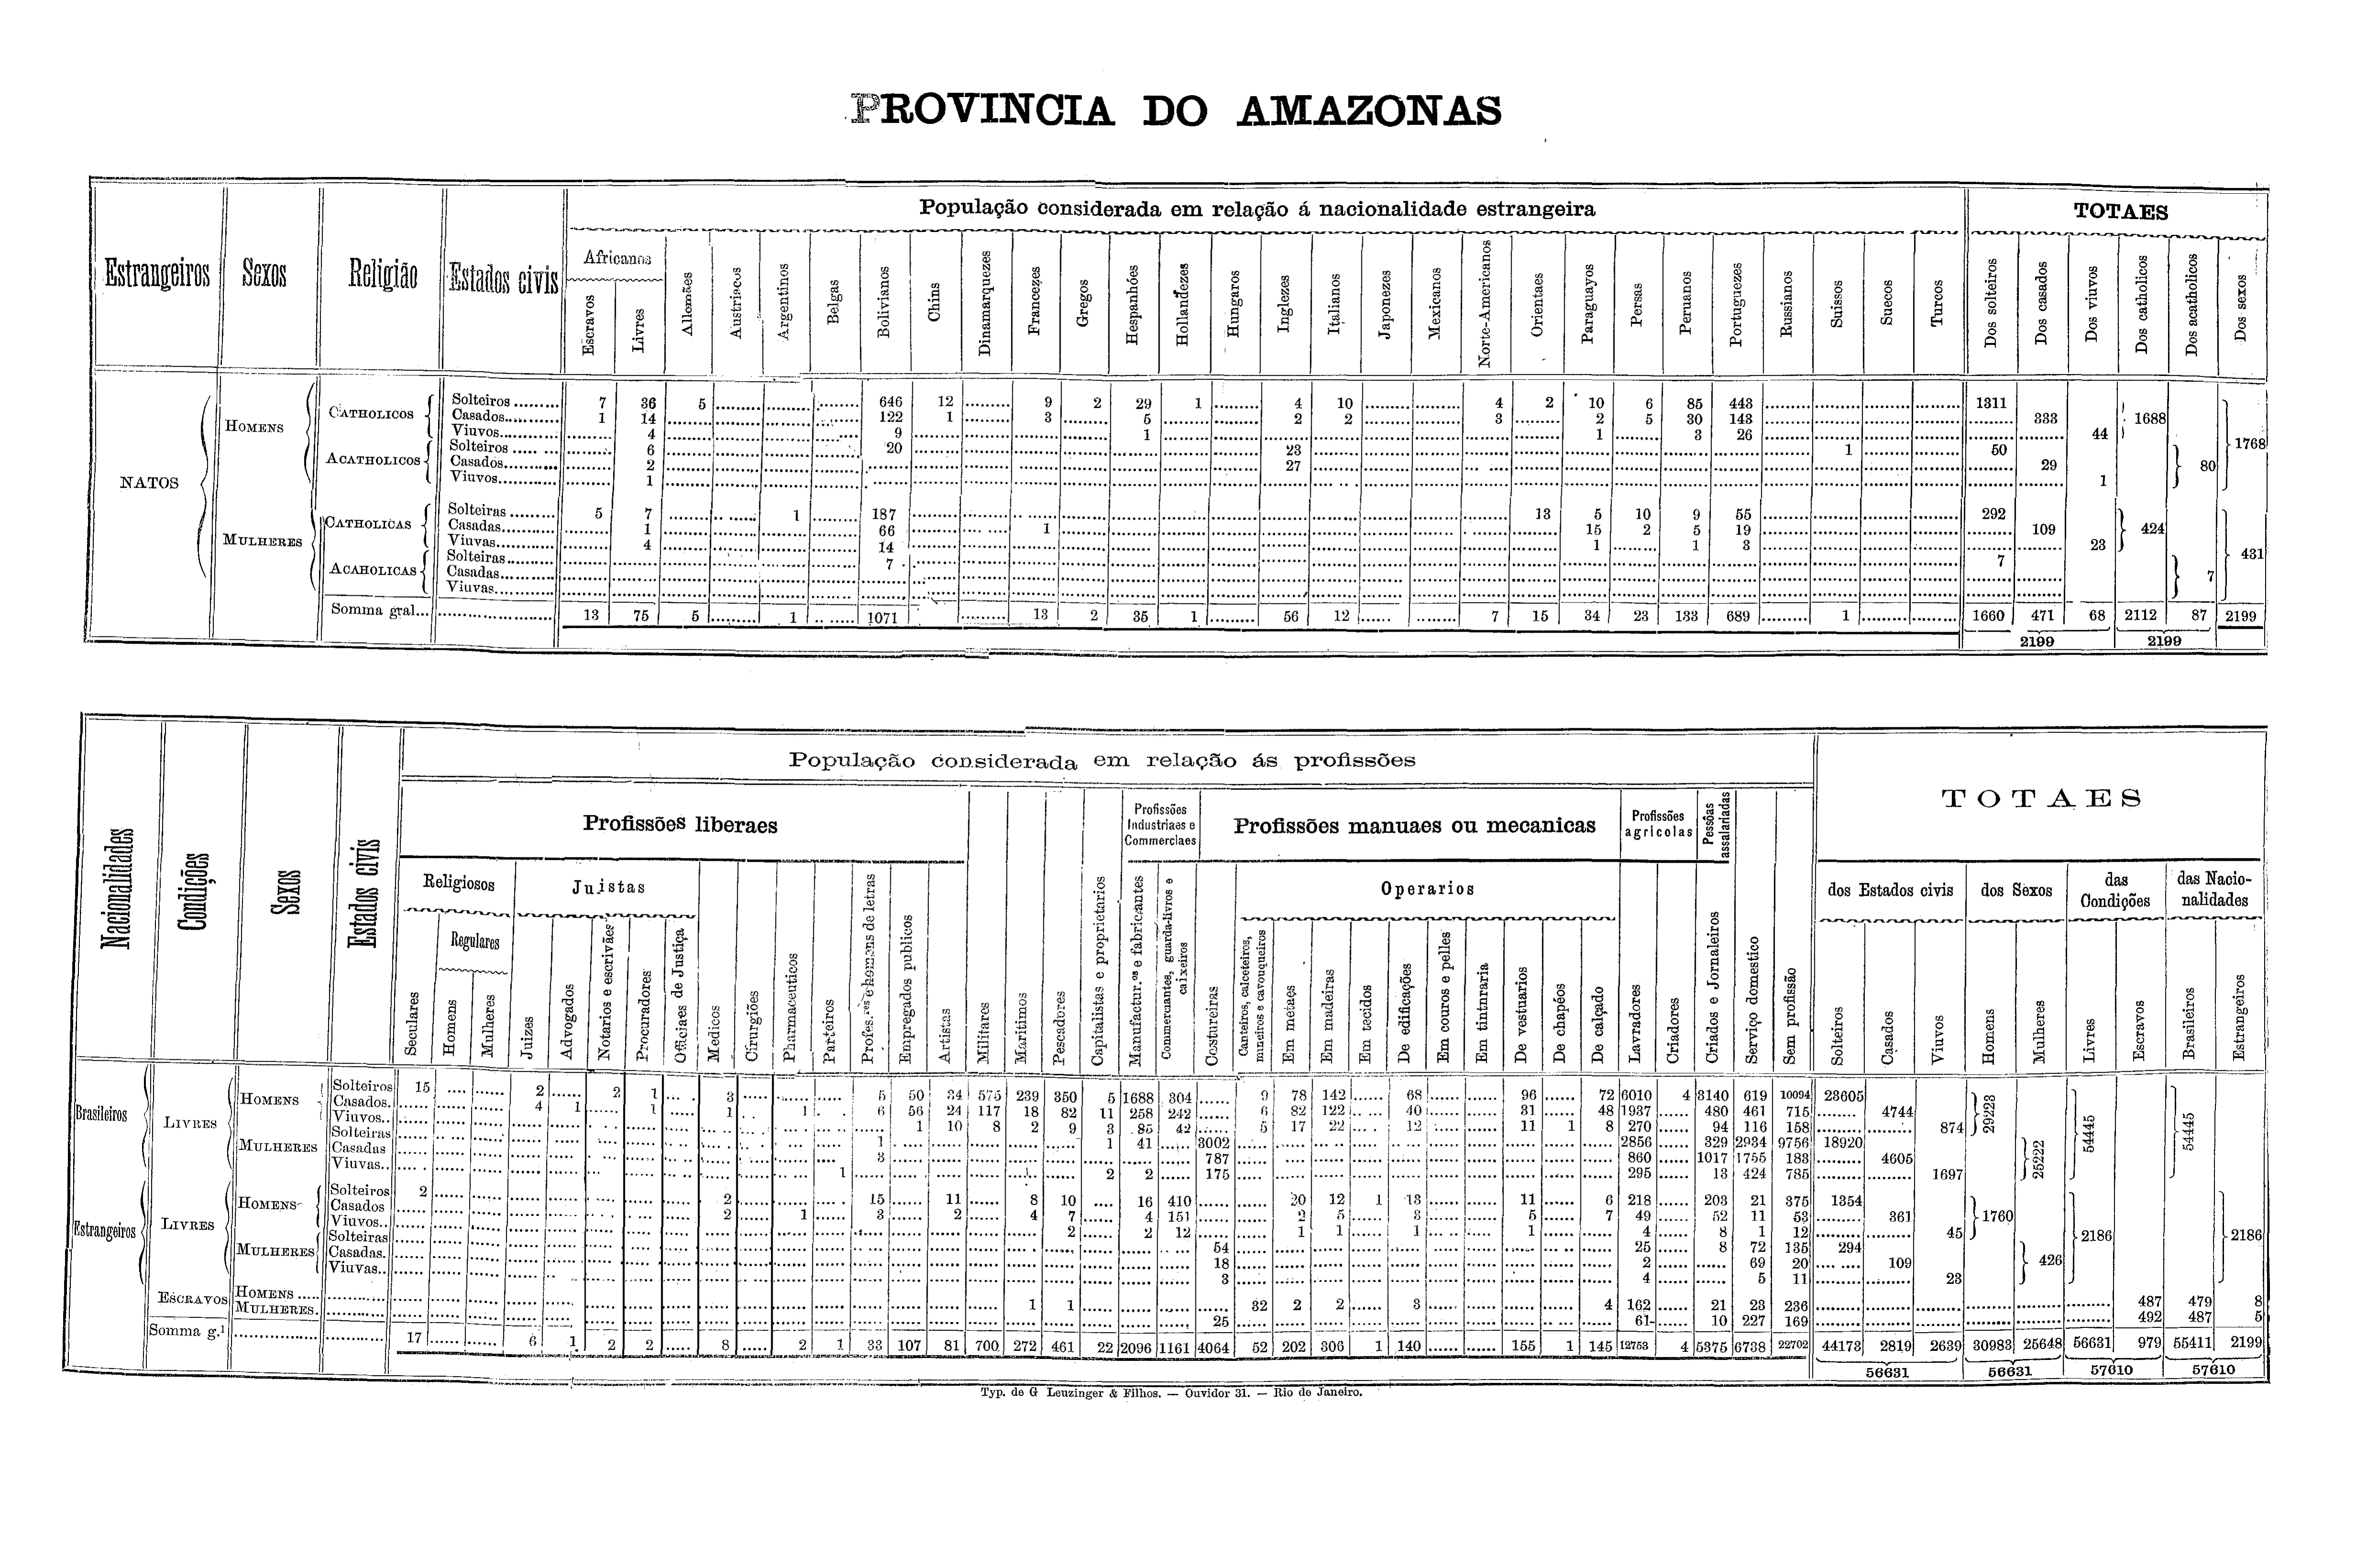 PROVINCIA DO AMAZONAS
Estrangeiros Sexos Religião Estados civis População considerada em relação á nacionalidade estrangeira TOTAES
Africanos
Escravos Livres Allemães Austriacos Argentinos Belgas Bolivianos Chins Dinamarquezes Francezes Gregos Hespanhóes Hollandezes Hungaros Inglezes Italianos Japonezes Mexicanos Norte-Americanos Orientaes Paraguayos Persas Peruanos Portuguezes Russianos Suissos Suecos Turcos Dos solteiros Dos casados Dos viuvos Dos catholicos Dos acatholicos Dos sexos
NATOS
HOMENS CATHOLICOS Solteiros 7 36 5 646 12 9 2 29 1 4 10 4 2 10 6 85 443 1311
Casados 1 14 122 1 3 5 2 2 3 2 5 30 143 333 1688
Viuvos 4 9 1 1 3 26 44 1768
ACATHOLICOS Solteiros 6 20 23 1 50
Casados 2 27 29 80
Viuvos 1 1
MULHERES CATHOLICAS Solteiras 5 7 1 187 13 5 10 9 55 292
Casadas 1 66 1 15 2 5 19 109 424
Viuvas 4 14 1 1 3 23 431
ACAHOLICAS Solteiras 7 7
Casadas 7
Viuvas
Somma gral... 13 75 5 1 1071 13 2 35 1 56 12 7 15 34 23 133 689 1 1660 471 68 2112 87 2199
2199 2199
Nacionalidades Condições Sexos Estados civis População considerada em relação ás profissões TOTAES
Profissões liberaes Profissões Industriaes e Commerciaes Profissões manuaes ou mecanicas Profissões agricolas Pessôas assalariadas
Religiosos Juistas Operarios dos Estados civis dos Sexos das Condições das Nacionalidades
Regulares
Seculares Homens Mulheres Juizes Advogados Notarios e escrivães Procuradores Officiaes de Justiça Medicos Cirurgiões Pharmaceuticos Parteiros Profes.res e homens de letras Empregados publicos Artistas Militares Maritimos Pescadores Capitalistas e proprietarios Manufactur.os e fabricantes Commercuantes, guarda-livros e caixeiros Costureiras Canteiros, calceteiros, mineiros e cavouqueiros Em metaes Em madeiras Em tecidos De edificações Em couros e pelles Em tinturaria De vestuarios De chapéos De calçado Lavradores Criadores Criados e Jornaleiros Serviço domestico Sem profissão Solteiros Casados Viuvos Homens Mulheres Livres Escravos Brasileiros Estrangeiros
Brasileiros LIVRES HOMENS Solteiros 15 2 2 1 3 5 50 34 575 239 350 5 1688 304 9 78 142 68 96 72 6010 4 3140 619 10094 23605
Casados. 4 1 1 1 1 6 56 24 117 18 82 11 258 242 6 82 122 40 31 48 1937 480 461 715 4744 29223
Viuvos.. 1 10 8 2 9 3 85 42 5 17 22 12 11 1 8 270 94 116 158 874 54445 54445
MULHERES Solteiras 1 1 41 3002 2856 329 2934 9756 18920
Casadas 3 787 860 1017 1755 183 4605 25222
Viuvas.. 1 2 2 175 295 13 424 785 1697
Estrangeiros LIVRES HOMENS Solteiros 2 2 15 11 8 10 16 410 20 12 1 13 11 6 218 203 21 375 1354
Casados 2 1 3 2 4 7 4 151 2 5 3 5 7 49 52 11 53 361 1760
Viuvos.. 2 2 12 1 1 1 1 4 8 1 12 45 2186 2186
MULHERES Solteiras 54 25 8 72 135 294
Casadas. 18 2 69 20 109 426
Viuvas.. 3 4 5 11 23
ESCRAVOS HOMENS 1 1 32 2 2 3 4 162 21 23 236 487 479 8
MULHERES. 25 61 10 227 169 492 487 5
Somma g.l 17 6 1 2 2 8 2 1 33 107 81 700 272 461 22 2096 1161 4064 52 202 306 1 140 155 1 145 12753 4 5375 6738 22702 44173 2819 2639 30983 25648 56631 979 55411 2199
56631 56631 57610 57610
Typ. de G Leuzinger & Filhos. — Ouvidor 31. — Rio de Janeiro.